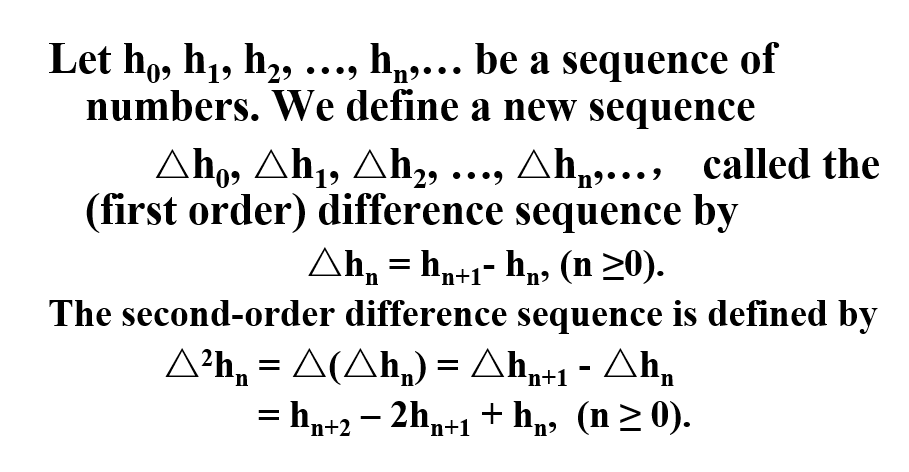 Let h₀, h₁, h₂, …, hₙ,… be a sequence of
numbers. We define a new sequence
△h₀, △h₁, △h₂, …, △hₙ,…， called the
(first order) difference sequence by
△hₙ = hₙ₊₁- hₙ, (n ≥0).
The second-order difference sequence is defined by
△²hₙ = △(△hₙ) = △hₙ₊₁ - △hₙ
= hₙ₊₂ – 2hₙ₊₁ + hₙ, (n ≥ 0).